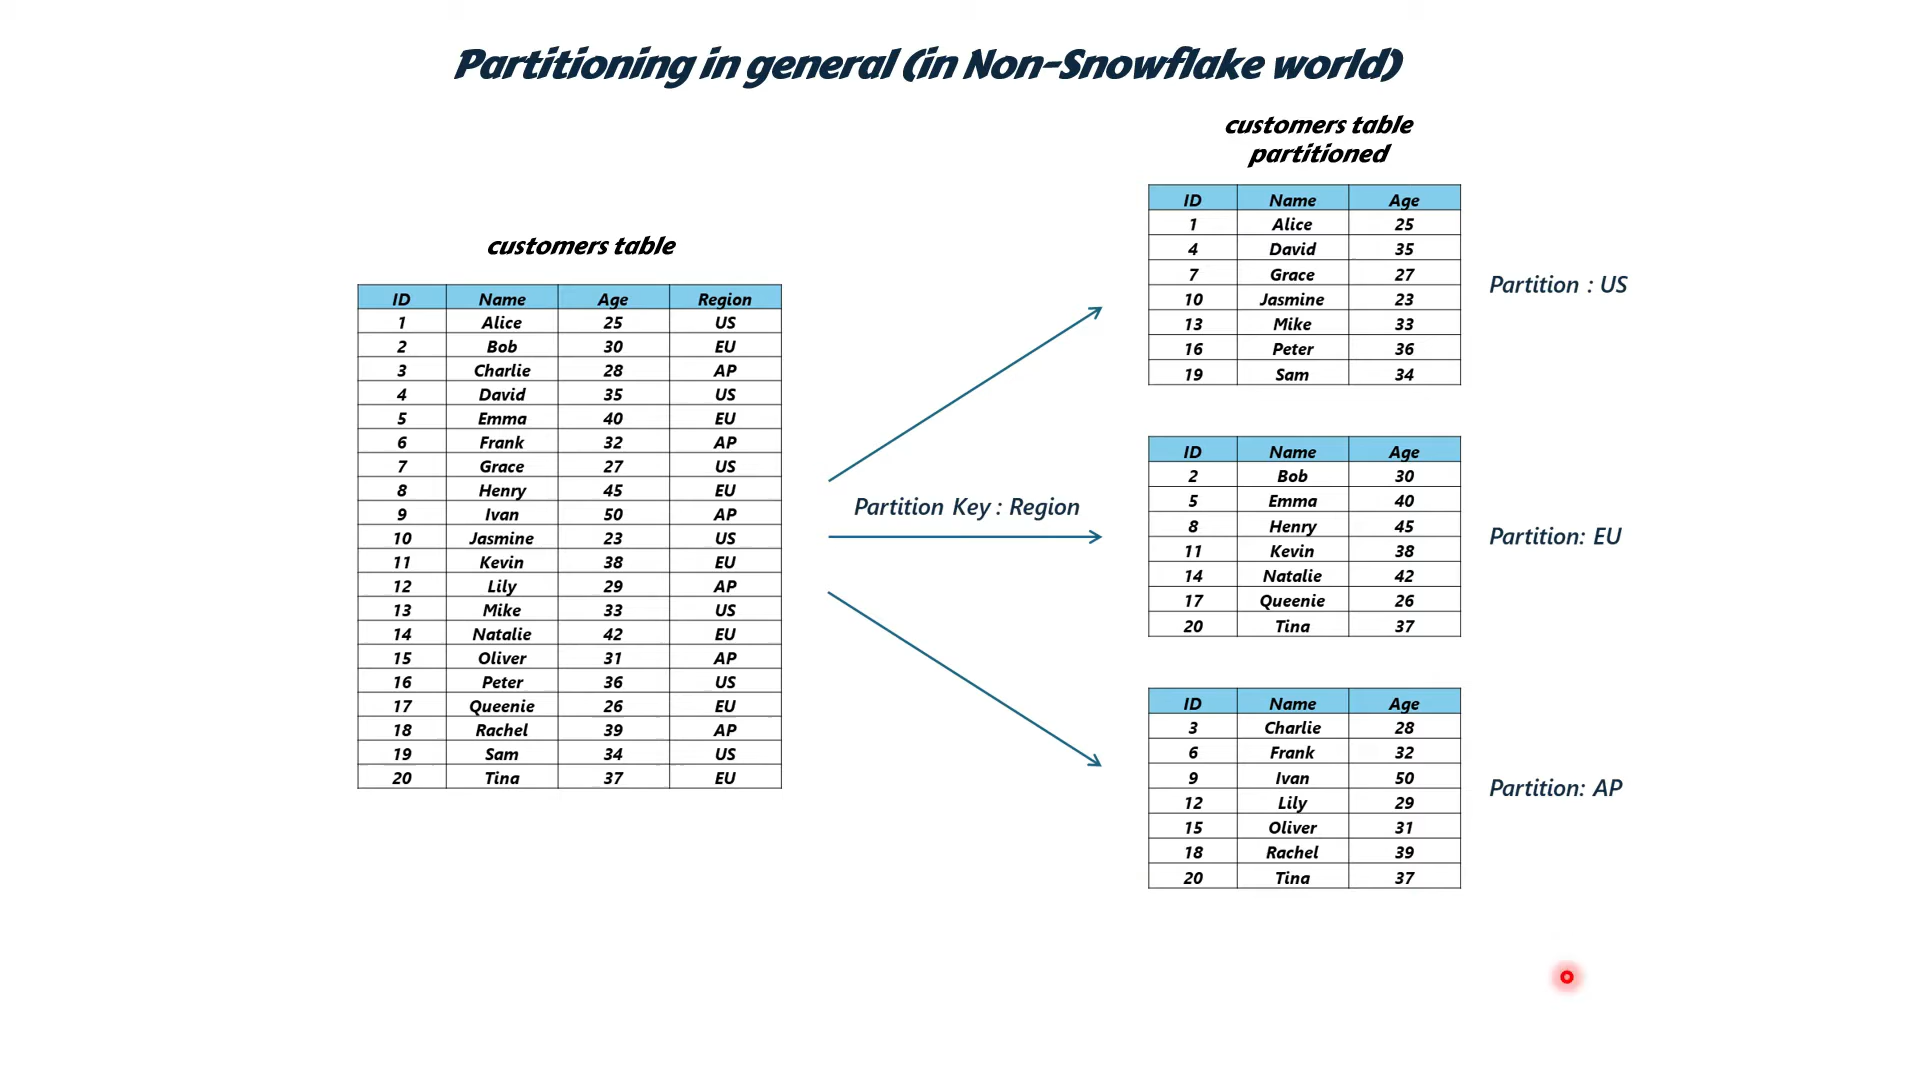 Partitioning in general (in Non-Snowflake world)
customers table
ID Name Age Region
1 Alice 25 US
2 Bob 30 EU
3 Charlie 28 AP
4 David 35 US
5 Emma 40 EU
6 Frank 32 AP
7 Grace 27 US
8 Henry 45 EU
9 Ivan 50 AP
10 Jasmine 23 US
11 Kevin 38 EU
12 Lily 29 AP
13 Mike 33 US
14 Natalie 42 EU
15 Oliver 31 AP
16 Peter 36 US
17 Queenie 26 EU
18 Rachel 39 AP
19 Sam 34 US
20 Tina 37 EU
Partition Key : Region
customers table
partitioned
ID Name Age
1 Alice 25
4 David 35
7 Grace 27
10 Jasmine 23
13 Mike 33
16 Peter 36
19 Sam 34
Partition : US
ID Name Age
2 Bob 30
5 Emma 40
8 Henry 45
11 Kevin 38
14 Natalie 42
17 Queenie 26
20 Tina 37
Partition: EU
ID Name Age
3 Charlie 28
6 Frank 32
9 Ivan 50
12 Lily 29
15 Oliver 31
18 Rachel 39
20 Tina 37
Partition: AP